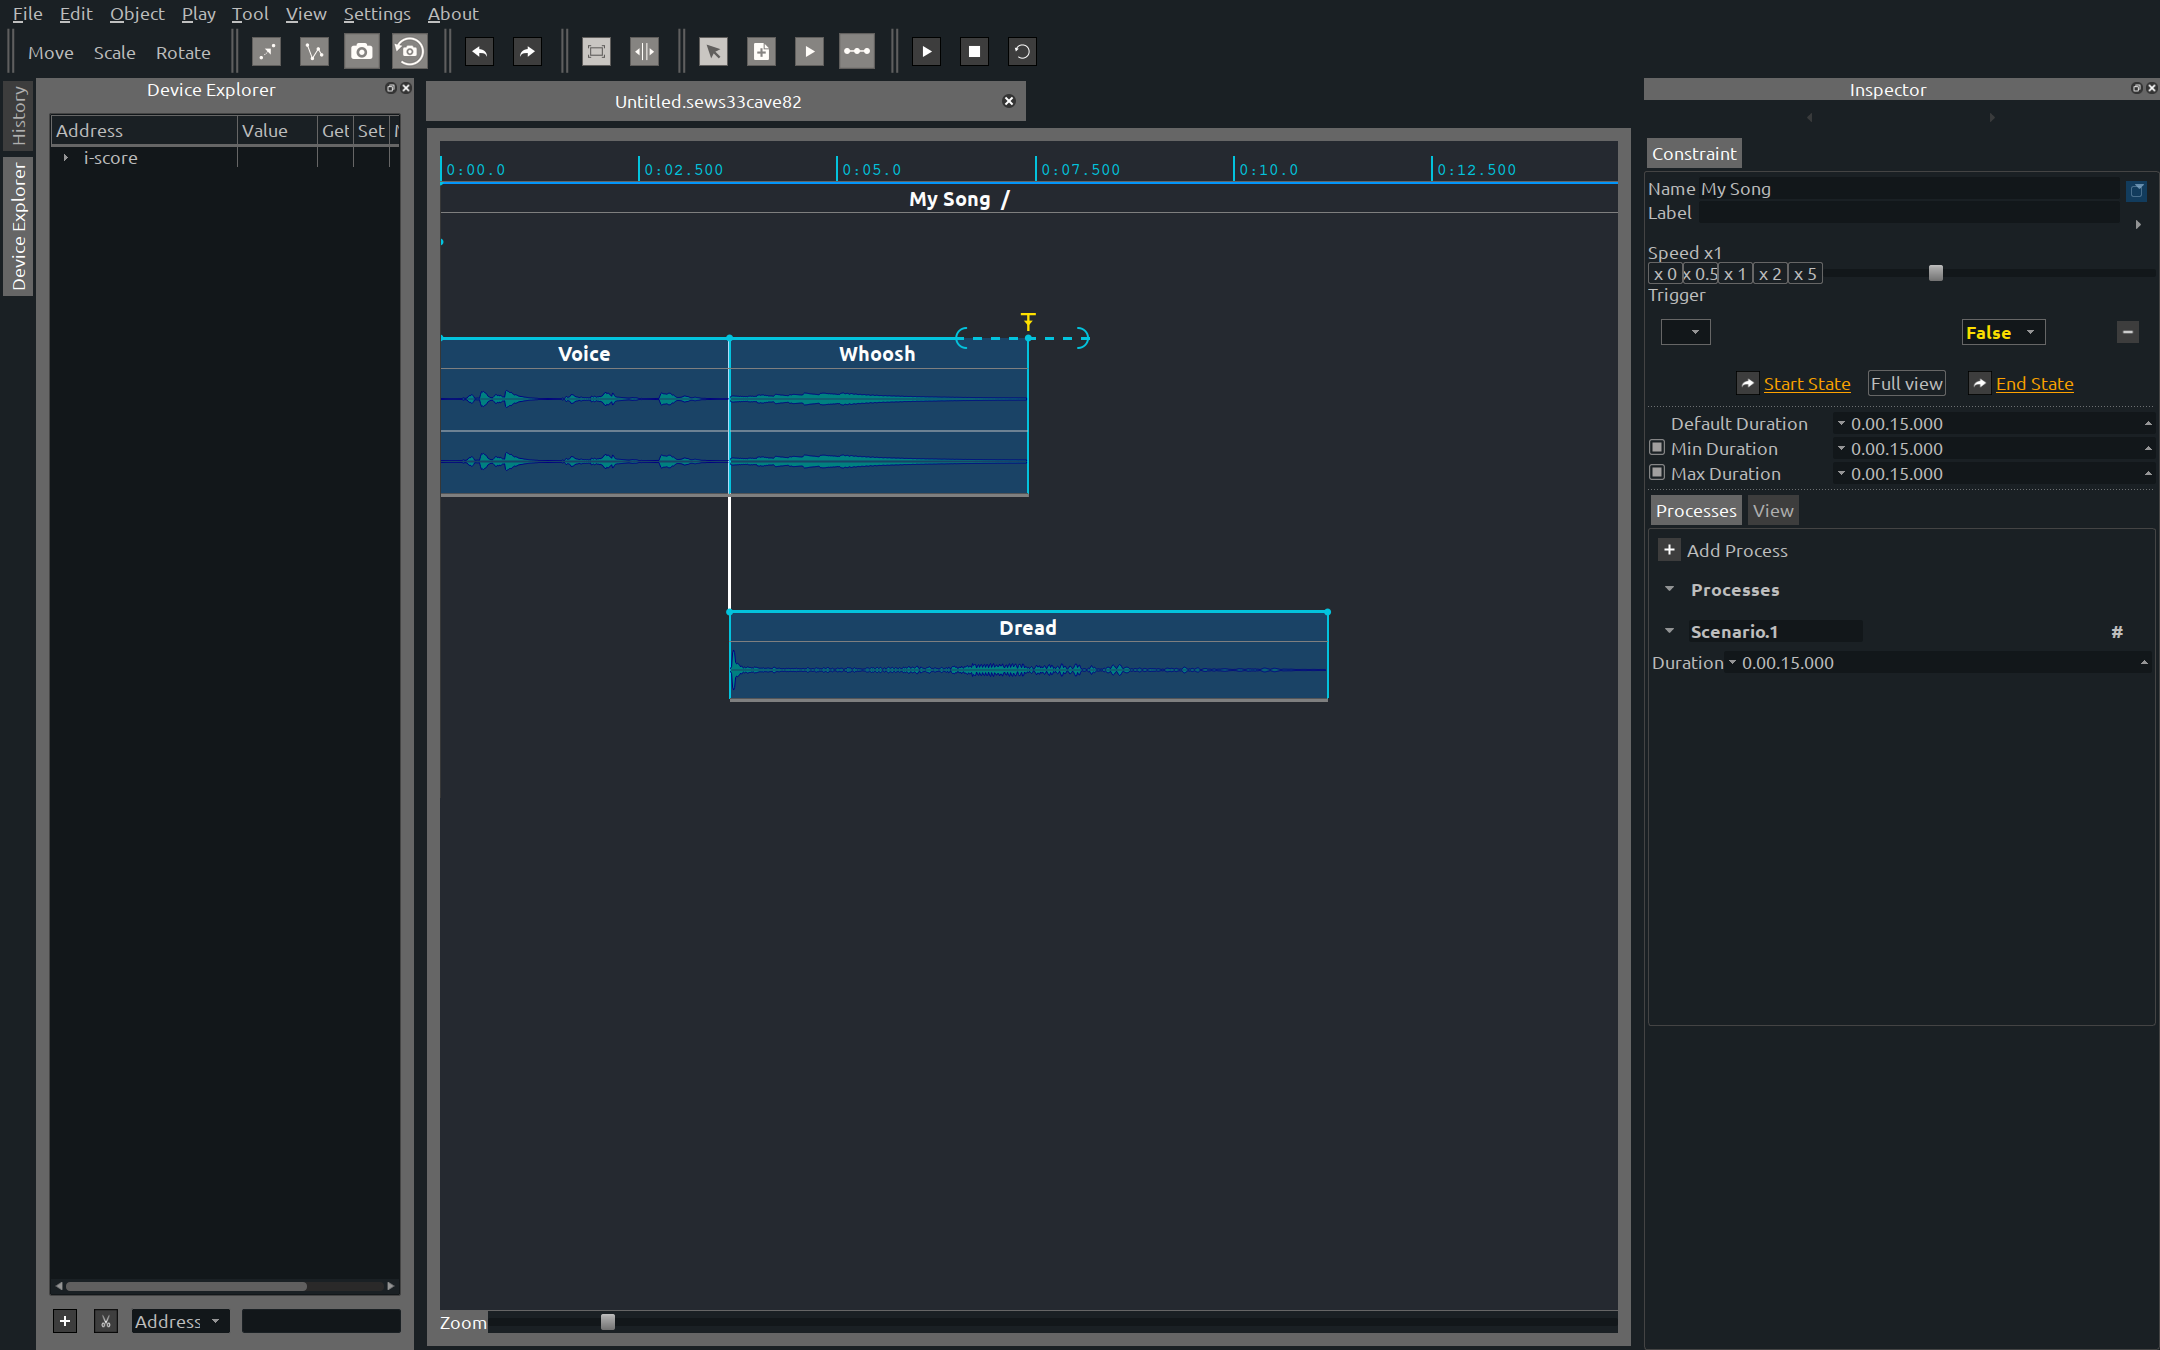 File Edit Object Play Tool View Settings About
Move Scale Rotate
History
Device Explorer
Device Explorer
Address Value Get Set
i-score
Address
Untitled.sews33cave82
0:00.0 0:02.500 0:05.0 0:07.500 0:10.0 0:12.500
My Song /
Voice Whoosh
Dread
Zoom
Inspector
Constraint
Name My Song
Label
Speed x1
x 0 x 0.5 x 1 x 2 x 5
Trigger
False
Start State Full view End State
Default Duration 0.00.15.000
Min Duration 0.00.15.000
Max Duration 0.00.15.000
Processes View
+ Add Process
Processes
Scenario.1 #
Duration 0.00.15.000